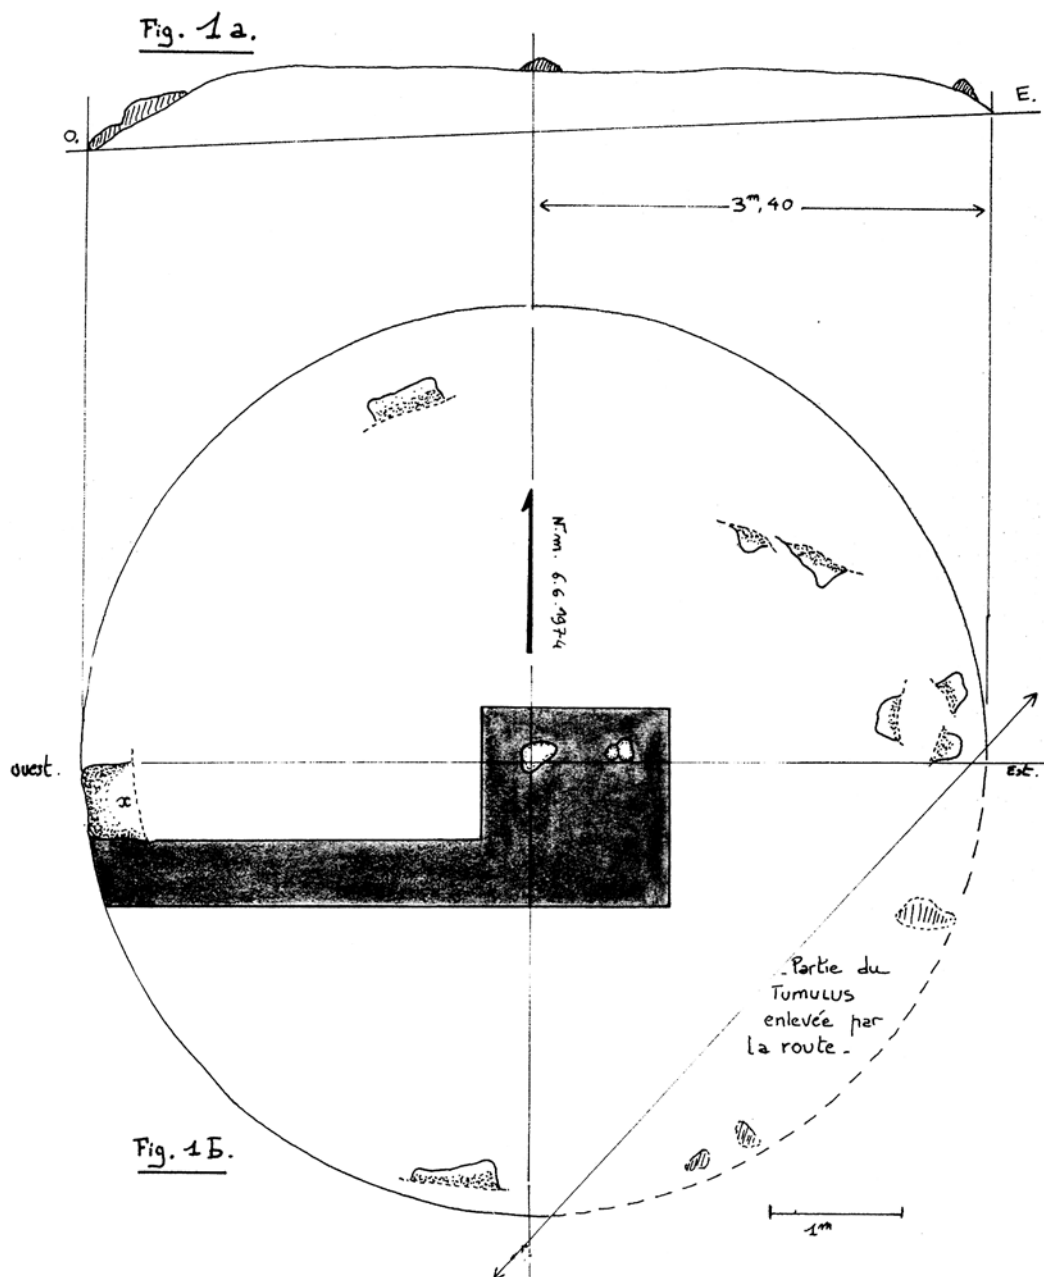 Fig. 1a.
O.
E.
3m,40
N.m. 6.6.1974
Ouest.
x
Est.
Partie du
Tumulus
enlevée par
la route.
Fig. 1b.
1m